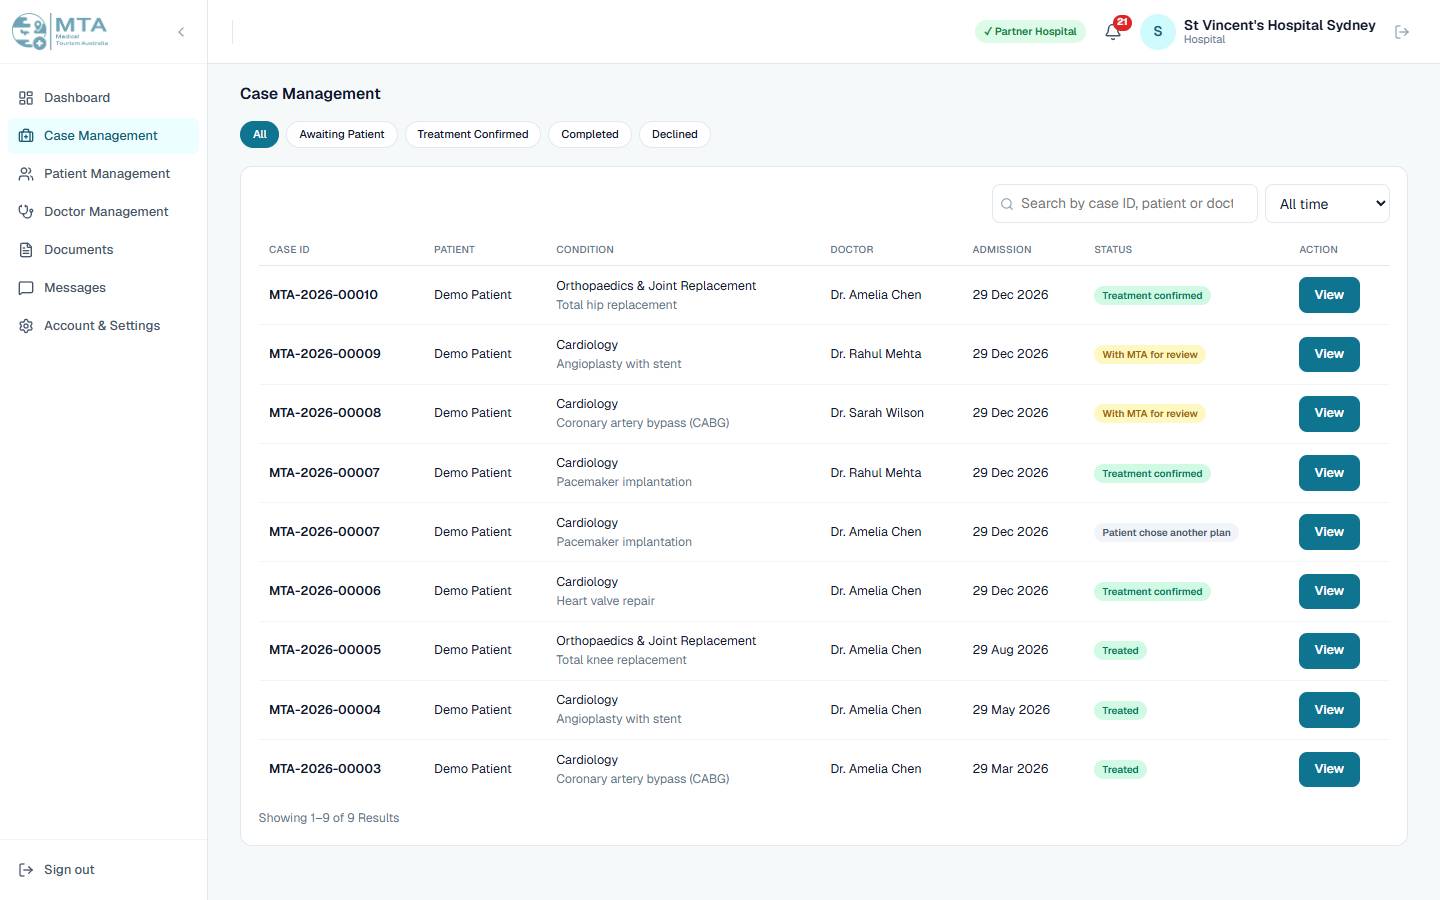 MTA
Medical
Tourism Australia
✓ Partner Hospital
21
S
St Vincent's Hospital Sydney
Hospital
Dashboard
Case Management
Patient Management
Doctor Management
Documents
Messages
Account & Settings
Sign out
Case Management
All
Awaiting Patient
Treatment Confirmed
Completed
Declined
Search by case ID, patient or doct
All time
CASE ID PATIENT CONDITION DOCTOR ADMISSION STATUS ACTION
MTA-2026-00010 Demo Patient Orthopaedics & Joint Replacement Dr. Amelia Chen 29 Dec 2026 Treatment confirmed View
Total hip replacement
MTA-2026-00009 Demo Patient Cardiology Dr. Rahul Mehta 29 Dec 2026 With MTA for review View
Angioplasty with stent
MTA-2026-00008 Demo Patient Cardiology Dr. Sarah Wilson 29 Dec 2026 With MTA for review View
Coronary artery bypass (CABG)
MTA-2026-00007 Demo Patient Cardiology Dr. Rahul Mehta 29 Dec 2026 Treatment confirmed View
Pacemaker implantation
MTA-2026-00007 Demo Patient Cardiology Dr. Amelia Chen 29 Dec 2026 Patient chose another plan View
Pacemaker implantation
MTA-2026-00006 Demo Patient Cardiology Dr. Amelia Chen 29 Dec 2026 Treatment confirmed View
Heart valve repair
MTA-2026-00005 Demo Patient Orthopaedics & Joint Replacement Dr. Amelia Chen 29 Aug 2026 Treated View
Total knee replacement
MTA-2026-00004 Demo Patient Cardiology Dr. Amelia Chen 29 May 2026 Treated View
Angioplasty with stent
MTA-2026-00003 Demo Patient Cardiology Dr. Amelia Chen 29 Mar 2026 Treated View
Coronary artery bypass (CABG)
Showing 1–9 of 9 Results